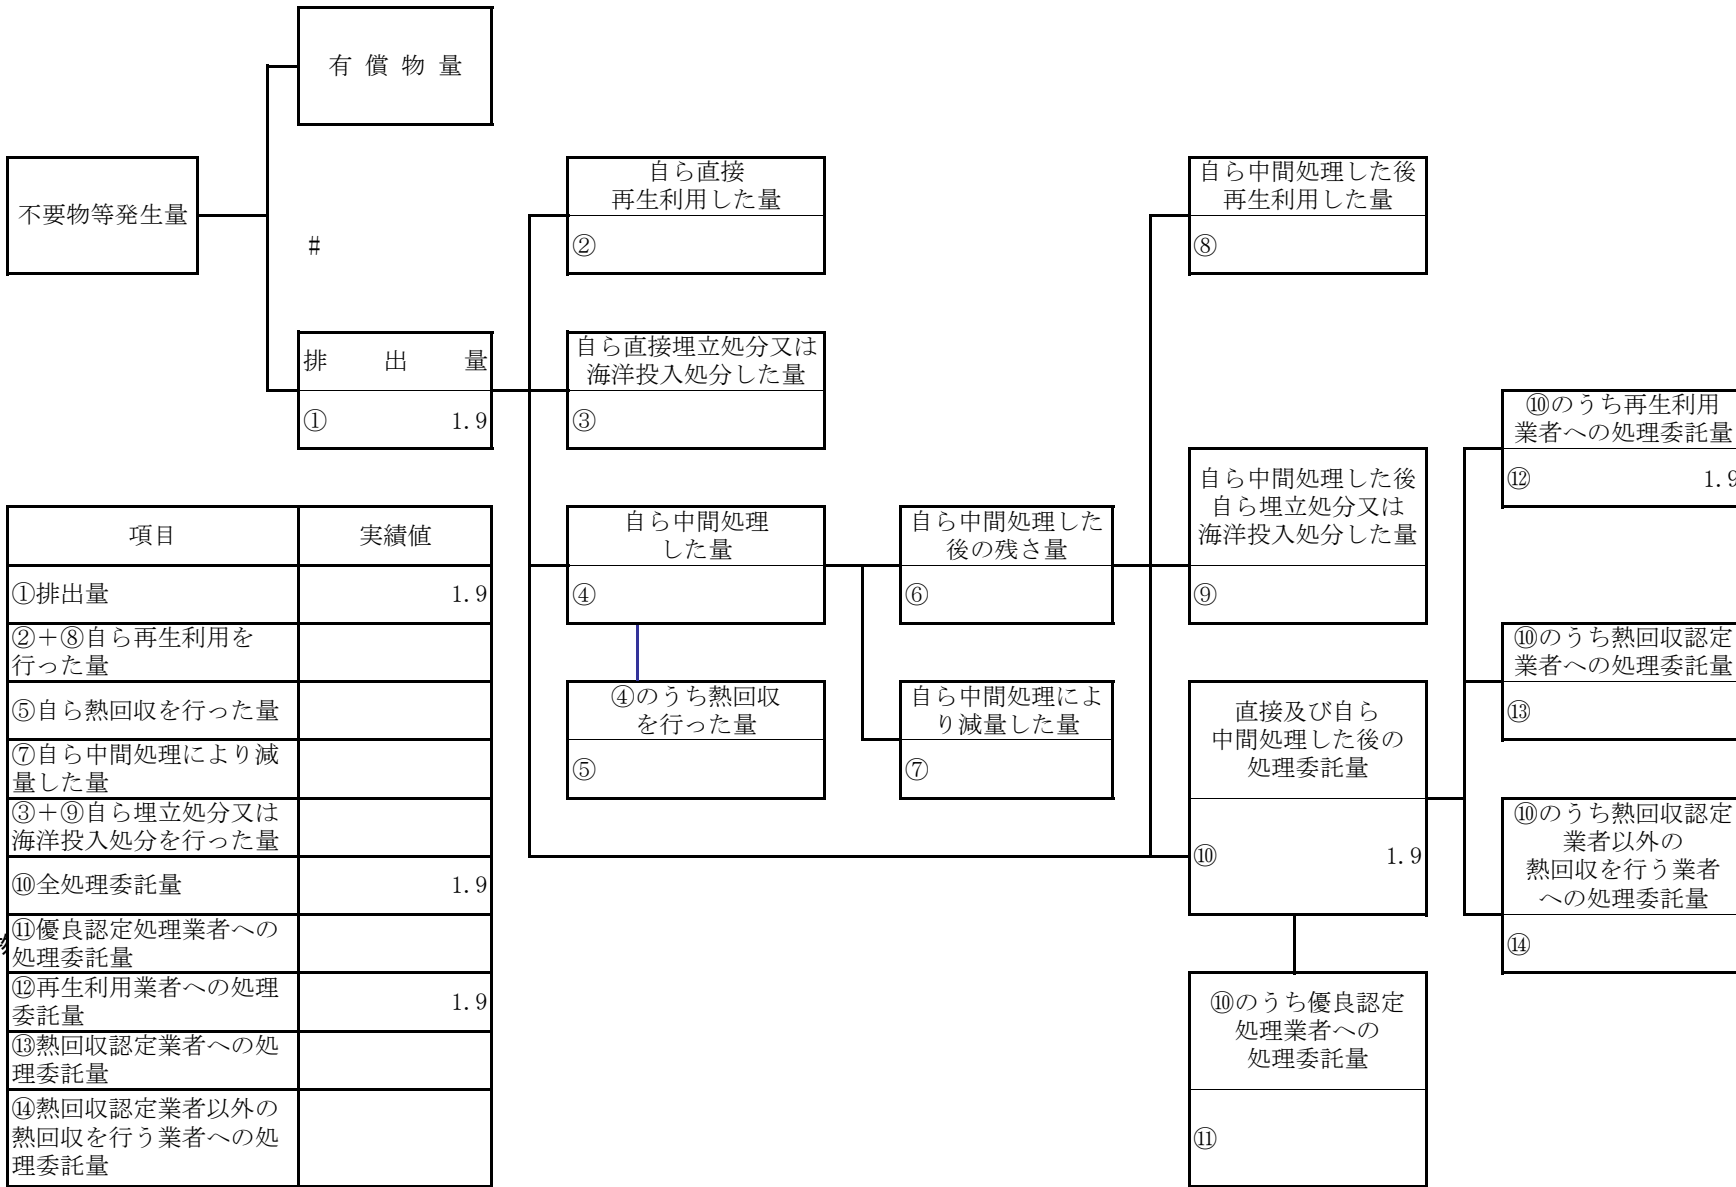 有償物量
不要物等発生量
#
排出量
① 1.9
自ら直接
再生利用した量
②
自ら直接埋立処分又は
海洋投入処分した量
③
自ら中間処理
した量
④
④のうち熱回収
を行った量
⑤
自ら中間処理した
後の残さ量
⑥
自ら中間処理によ
り減量した量
⑦
自ら中間処理した後
再生利用した量
⑧
自ら中間処理した後
自ら埋立処分又は
海洋投入処分した量
⑨
直接及び自ら
中間処理した後の
処理委託量
⑩ 1.9
⑩のうち優良認定
処理業者への
処理委託量
⑪
⑩のうち再生利用
業者への処理委託量
⑫ 1.9
⑩のうち熱回収認定
業者への処理委託量
⑬
⑩のうち熱回収認定
業者以外の
熱回収を行う業者
への処理委託量
⑭
項目 実績値
①排出量 1.9
②+⑧自ら再生利用を
行った量
⑤自ら熱回収を行った量
⑦自ら中間処理により減
量した量
③+⑨自ら埋立処分又は
海洋投入処分を行った量
⑩全処理委託量 1.9
⑪優良認定処理業者への
処理委託量
⑫再生利用業者への処理
委託量 1.9
⑬熱回収認定業者への処
理委託量
⑭熱回収認定業者以外の
熱回収を行う業者への処
理委託量